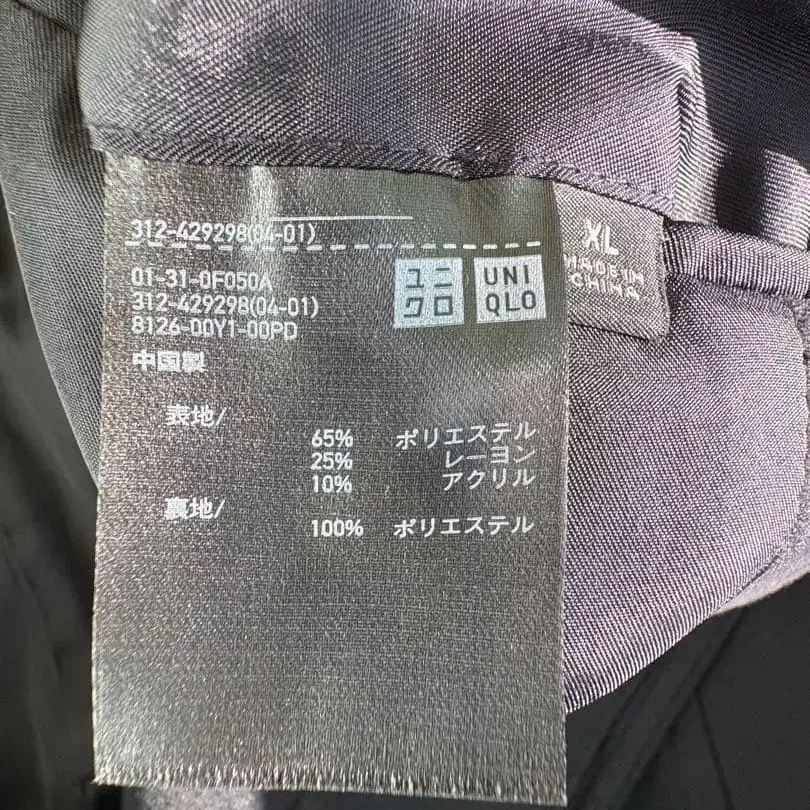 312-429298(04-01)
01-31-0F050A
312-429298(04-01)
8126-00Y1-00PD
中国製
ユニ
クロ
UNI
QLO
XL
MADE IN
CHINA
表地/
65% ポリエステル
25% レーヨン
10% アクリル
裏地/
100% ポリエステル